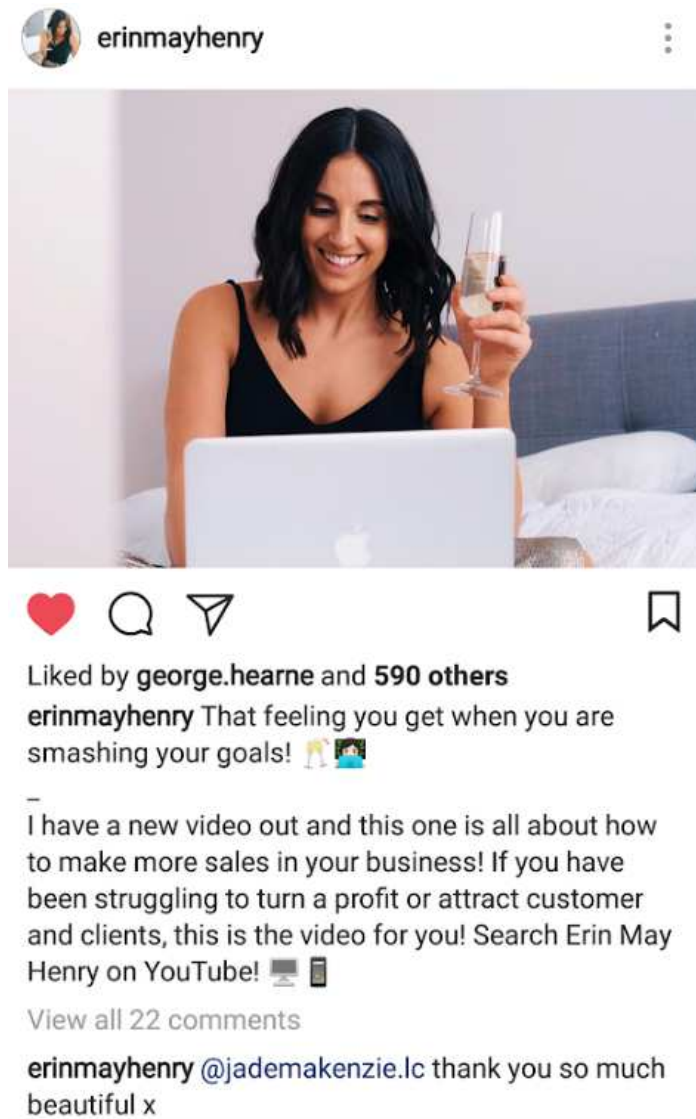 erinmayhenry
Liked by george.hearne and 590 others
erinmayhenry That feeling you get when you are
smashing your goals! 🥂👩🏻‍💻
_
I have a new video out and this one is all about how
to make more sales in your business! If you have
been struggling to turn a profit or attract customer
and clients, this is the video for you! Search Erin May
Henry on YouTube! 🖥️📱
View all 22 comments
erinmayhenry @jademakenzie.lc thank you so much
beautiful x